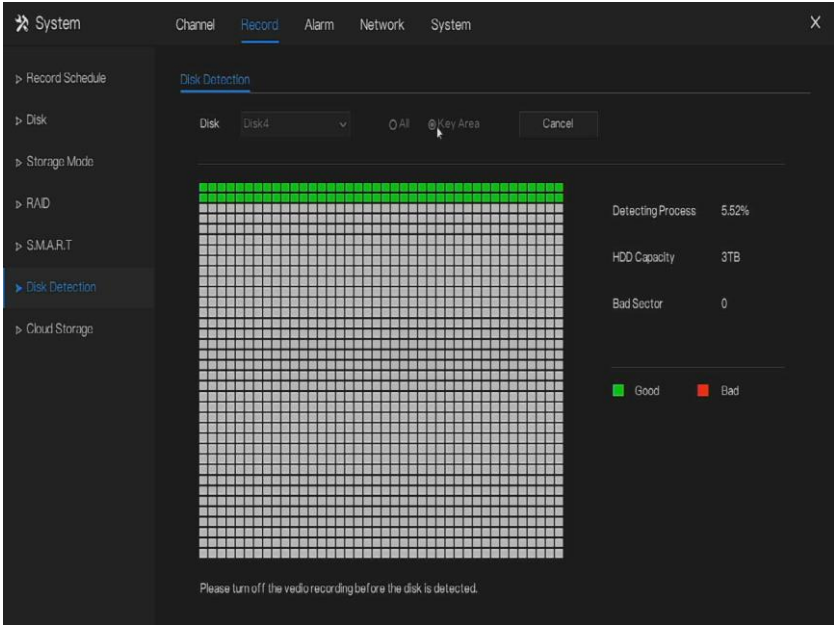 System
Channel Record Alarm Network System X
Record Schedule
Disk
Storage Mode
RAID
S.M.A.R.T
Disk Detection
Cloud Storage
Disk Detection
Disk Disk4 All Key Area Cancel
Detecting Process 5.52%
HDD Capacity 3TB
Bad Sector 0
Good Bad
Please turn off the vedio recording before the disk is detected.